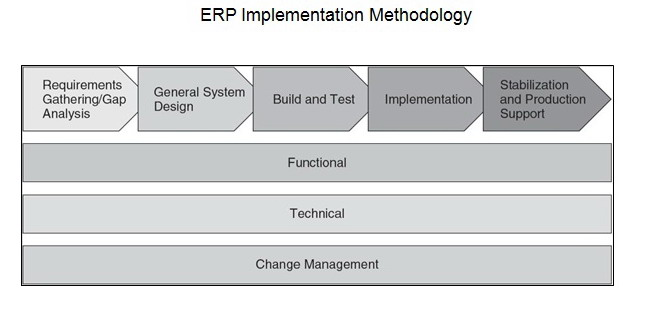 ERP Implementation Methodology
Requirements
Gathering/Gap
Analysis
General System
Design
Build and Test
Implementation
Stabilization
and Production
Support
Functional
Technical
Change Management